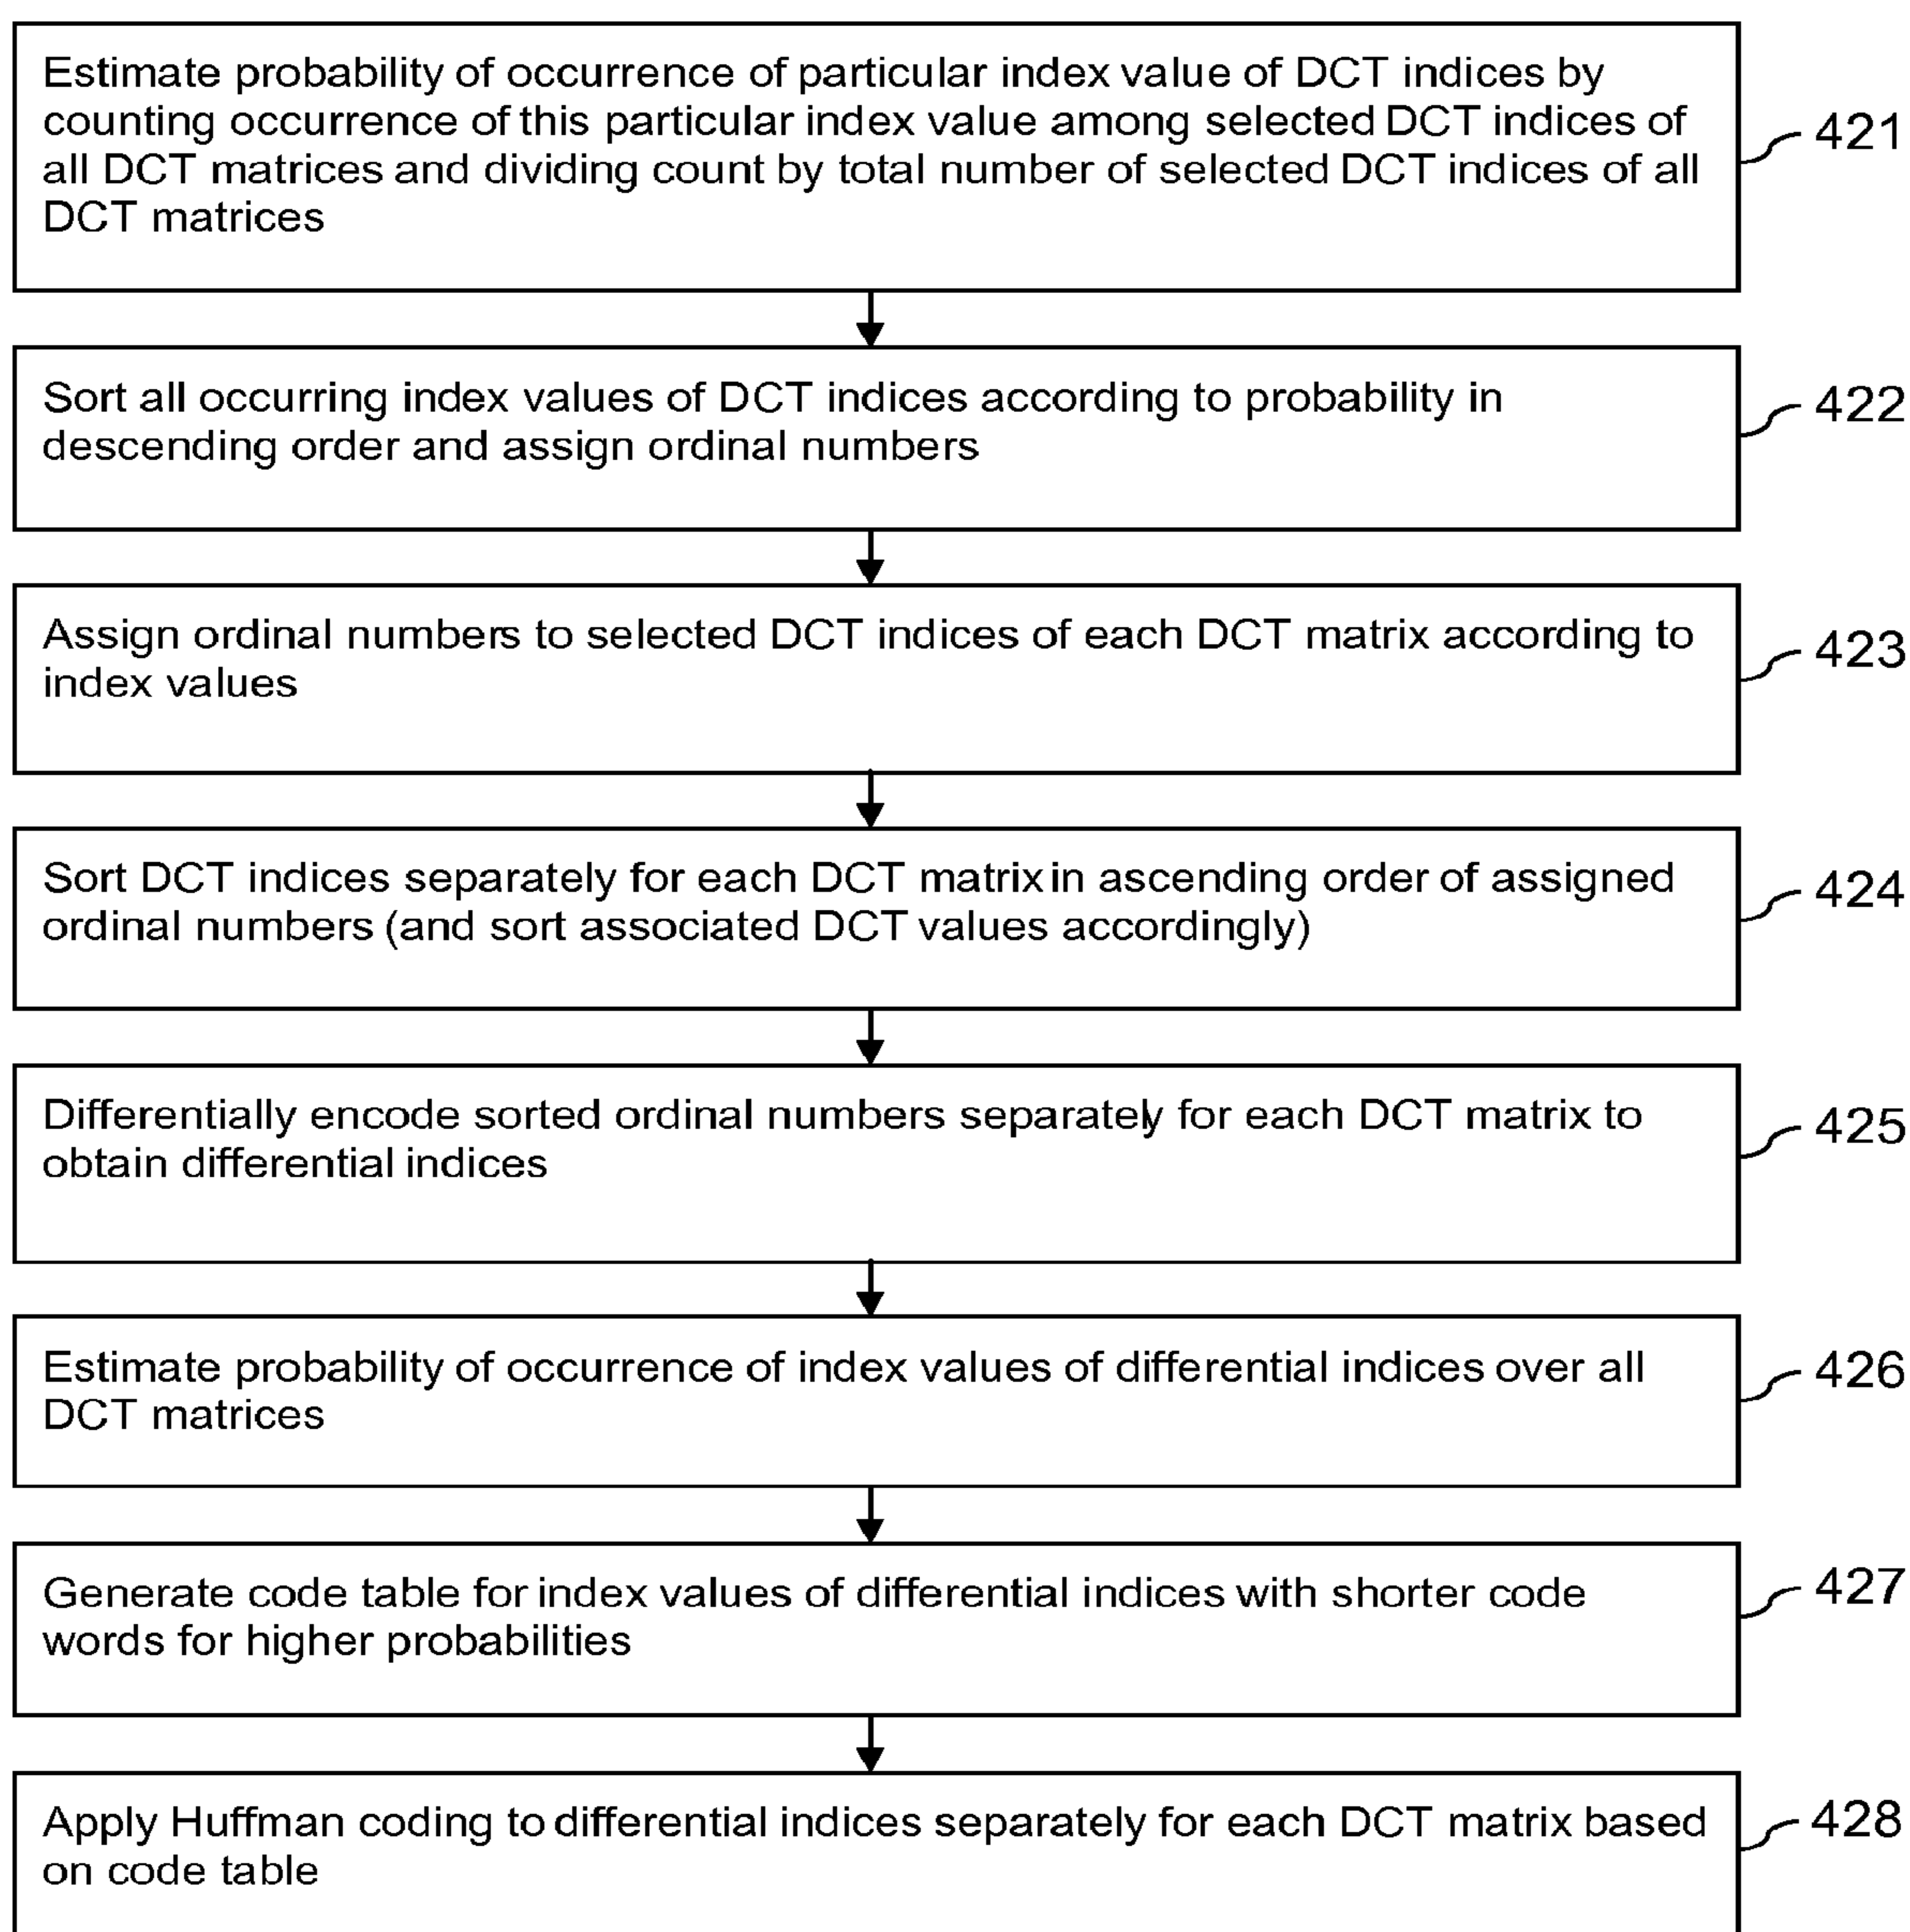 Estimate probability of occurrence of particular index value of DCT indices by
counting occurrence of this particular index value among selected DCT indices of
all DCT matrices and dividing count by total number of selected DCT indices of all
DCT matrices
421
Sort all occurring index values of DCT indices according to probability in
descending order and assign ordinal numbers
422
Assign ordinal numbers to selected DCT indices of each DCT matrix according to
index values
423
Sort DCT indices separately for each DCT matrix in ascending order of assigned
ordinal numbers (and sort associated DCT values accordingly)
424
Differentially encode sorted ordinal numbers separately for each DCT matrix to
obtain differential indices
425
Estimate probability of occurrence of index values of differential indices over all
DCT matrices
426
Generate code table for index values of differential indices with shorter code
words for higher probabilities
427
Apply Huffman coding to differential indices separately for each DCT matrix based
on code table
428